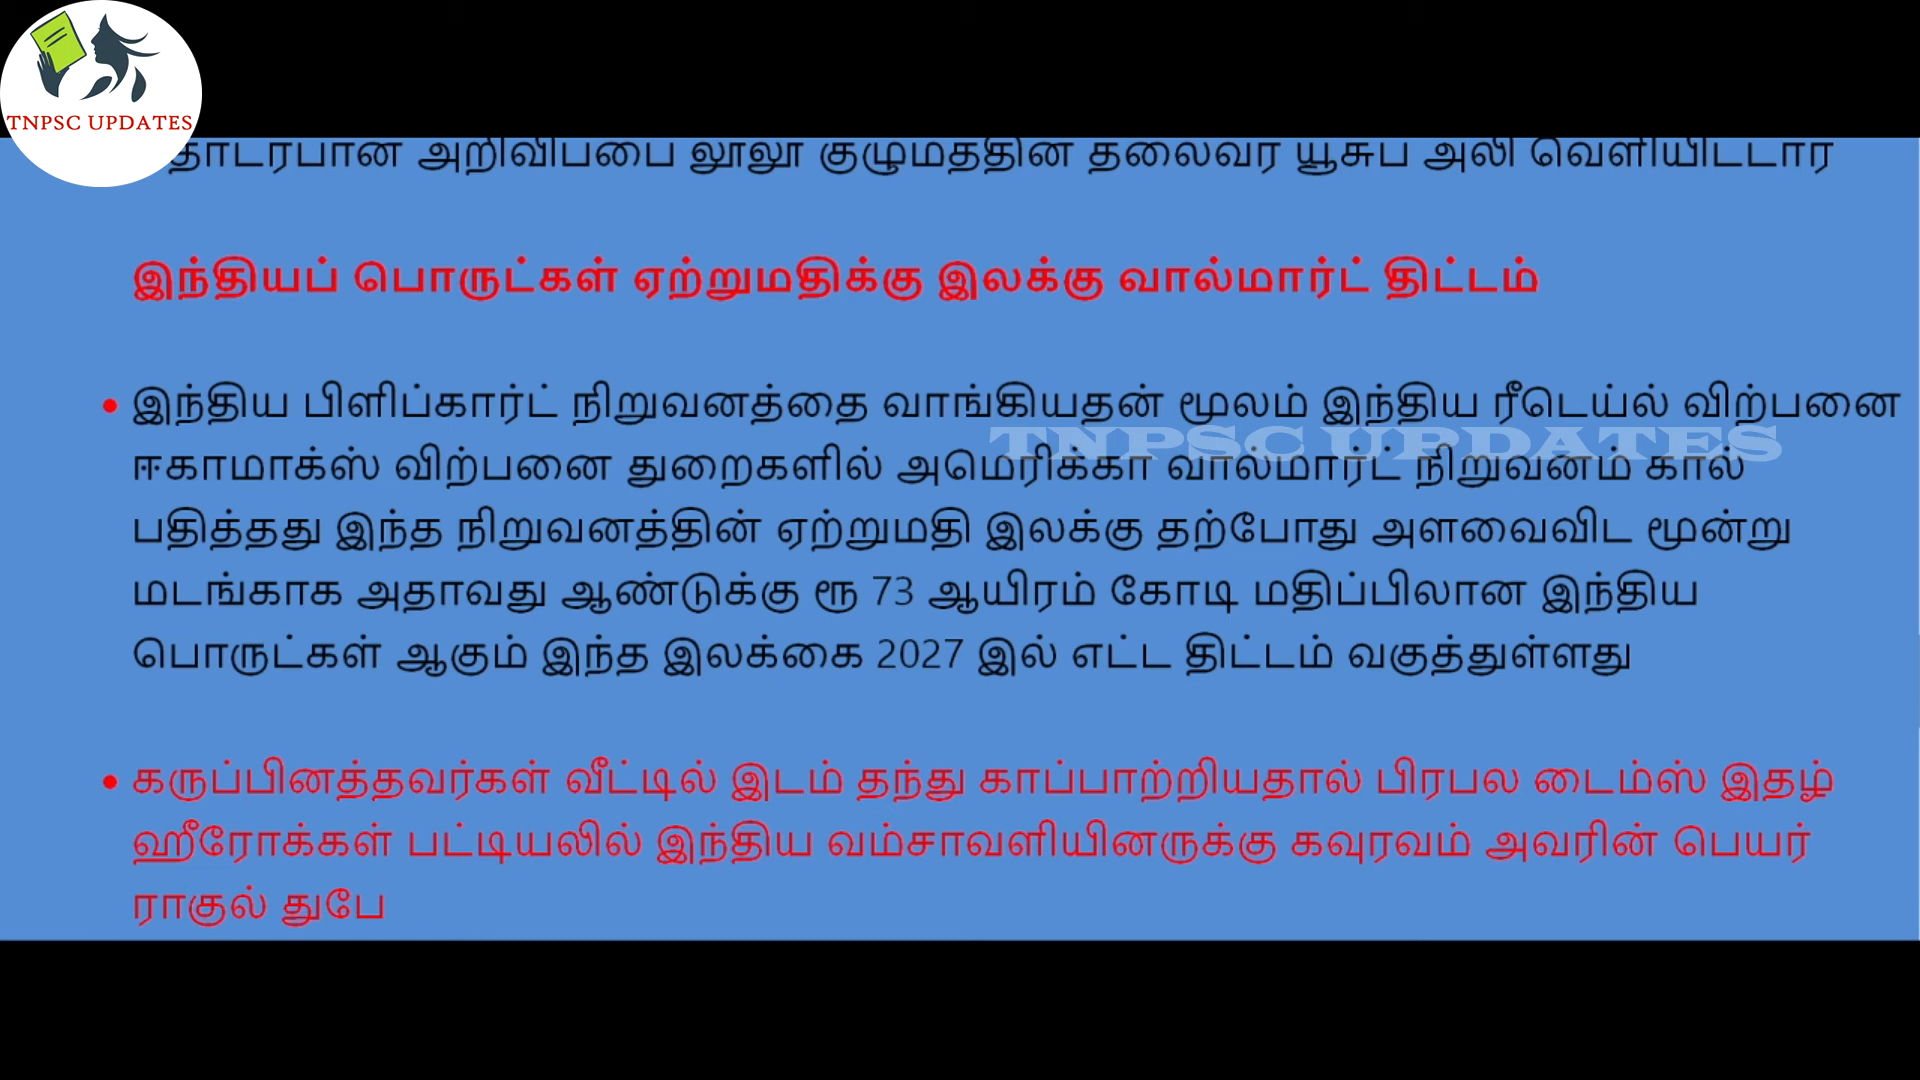 TNPSC UPDATES
தொடர்பான அறிவிப்பை லூலூ குழுமத்தின் தலைவர் யூசுப் அலி வெளியிட்டார்
இந்தியப் பொருட்கள் ஏற்றுமதிக்கு இலக்கு வால்மார்ட் திட்டம்
• இந்திய பிளிப்கார்ட் நிறுவனத்தை வாங்கியதன் மூலம் இந்திய ரீடெய்ல் விற்பனை
TNPSC UPDATES
ஈகாமாக்ஸ் விற்பனை துறைகளில் அமெரிக்கா வால்மார்ட் நிறுவனம் கால்
பதித்தது இந்த நிறுவனத்தின் ஏற்றுமதி இலக்கு தற்போது அளவைவிட மூன்று
மடங்காக அதாவது ஆண்டுக்கு ரூ 73 ஆயிரம் கோடி மதிப்பிலான இந்திய
பொருட்கள் ஆகும் இந்த இலக்கை 2027 இல் எட்ட திட்டம் வகுத்துள்ளது
• கருப்பினத்தவர்கள் வீட்டில் இடம் தந்து காப்பாற்றியதால் பிரபல டைம்ஸ் இதழ்
ஹீரோக்கள் பட்டியலில் இந்திய வம்சாவளியினருக்கு கவுரவம் அவரின் பெயர்
ராகுல் துபே